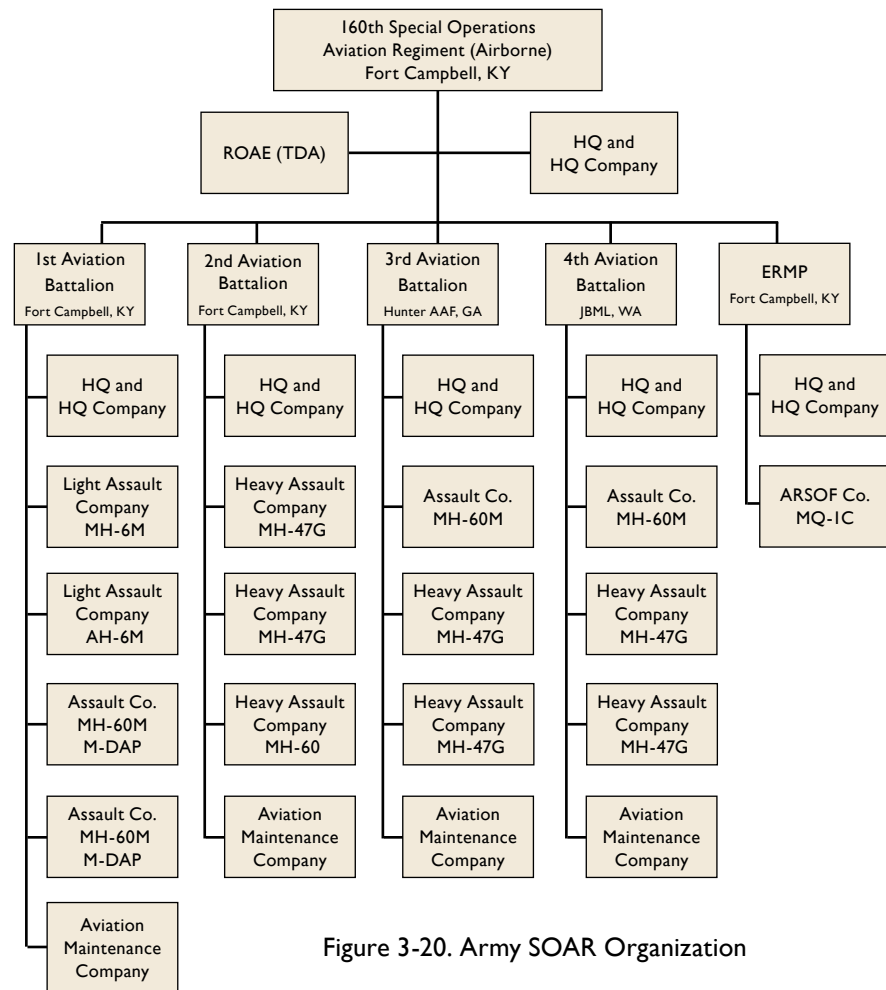 160th Special Operations
Aviation Regiment (Airborne)
Fort Campbell, KY
ROAE (TDA)
HQ and
HQ Company
1st Aviation
Battalion
Fort Campbell, KY
2nd Aviation
Battalion
Fort Campbell, KY
3rd Aviation
Battalion
Hunter AAF, GA
4th Aviation
Battalion
JBML, WA
ERMP
Fort Campbell, KY
HQ and
HQ Company
HQ and
HQ Company
HQ and
HQ Company
HQ and
HQ Company
HQ and
HQ Company
Light Assault
Company
MH-6M
Heavy Assault
Company
MH-47G
Assault Co.
MH-60M
Assault Co.
MH-60M
ARSOF Co.
MQ-1C
Light Assault
Company
AH-6M
Heavy Assault
Company
MH-47G
Heavy Assault
Company
MH-47G
Heavy Assault
Company
MH-47G
Assault Co.
MH-60M
M-DAP
Heavy Assault
Company
MH-60
Heavy Assault
Company
MH-47G
Heavy Assault
Company
MH-47G
Assault Co.
MH-60M
M-DAP
Aviation
Maintenance
Company
Aviation
Maintenance
Company
Aviation
Maintenance
Company
Aviation
Maintenance
Company
Figure 3-20. Army SOAR Organization